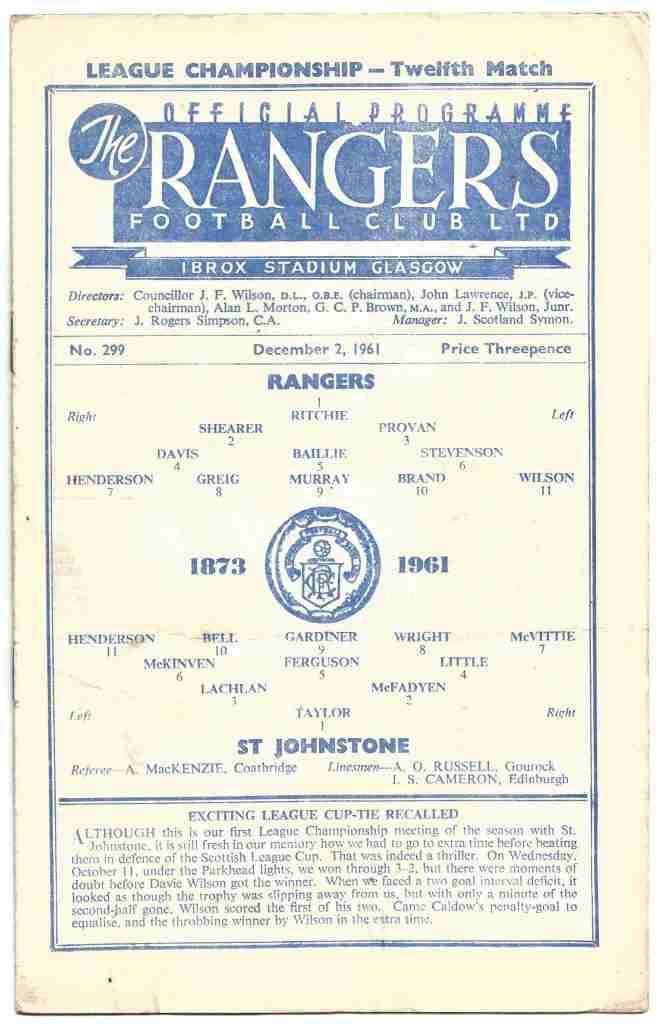 LEAGUE CHAMPIONSHIP — Twelfth Match
OFFICIAL PROGRAMME
The RANGERS
FOOTBALL CLUB LTD
IBROX STADIUM GLASGOW
Directors: Councillor J. F. Wilson, D.L., O.B.E. (chairman), John Lawrence, J.P. (vice-
chairman), Alan L. Morton, G. C. P. Brown, M.A., and J. F. Wilson, Junr.
Secretary: J. Rogers Simpson, C.A. Manager: J. Scotland Symon.
No. 299 December 2, 1961 Price Threepence
RANGERS
1
Right RITCHIE Left
SHEARER PROVAN
2 3
DAVIS BAILLIE STEVENSON
4 5 6
HENDERSON GREIG MURRAY BRAND WILSON
7 8 9 10 11
1873 1961
HENDERSON BELL GARDINER WRIGHT McVITTIE
11 10 9 8 7
McKINVEN FERGUSON LITTLE
6 5 4
LACHLAN McFADYEN
3 2
Left TAYLOR Right
1
ST JOHNSTONE
Referee—A. MacKENZIE, Coatbridge Linesmen—A. O. RUSSELL, Gourock
I. S. CAMERON, Edinburgh
EXCITING LEAGUE CUP-TIE RECALLED
ALTHOUGH this is our first League Championship meeting of the season with St.
Johnstone, it is still fresh in our memory how we had to go to extra time before beating
them in defence of the Scottish League Cup. That was indeed a thriller. On Wednesday,
October 11, under the Parkhead lights, we won through 3-2, but there were moments of
doubt before Davie Wilson got the winner. When we faced a two goal interval deficit, it
looked as though the trophy was slipping away from us, but with only a minute of the
second-half gone, Wilson scored the first of his two. Came Caldow's penalty-goal to
equalise, and the throbbing winner by Wilson in the extra time.